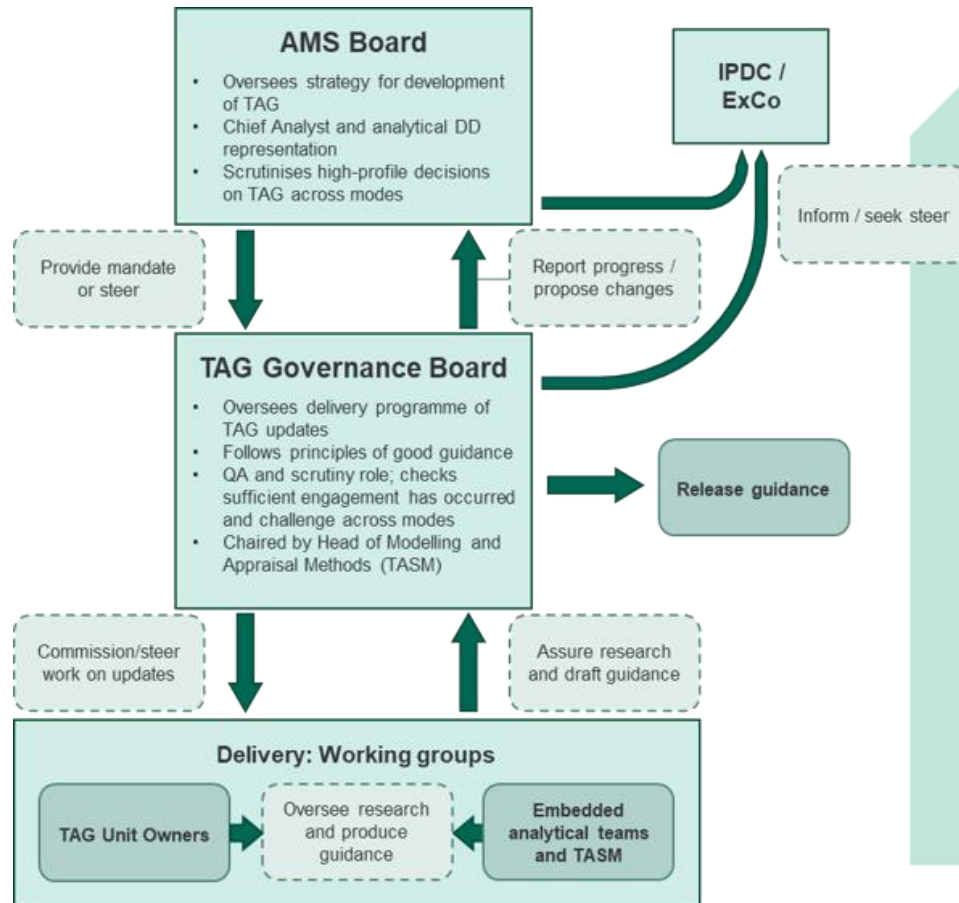 AMS Board
• Oversees strategy for development
of TAG
• Chief Analyst and analytical DD
representation
• Scrutinises high-profile decisions
on TAG across modes
IPDC /
ExCo
Inform / seek steer
Provide mandate
or steer
Report progress /
propose changes
TAG Governance Board
• Oversees delivery programme of
TAG updates
• Follows principles of good guidance
• QA and scrutiny role; checks
sufficient engagement has occurred
and challenge across modes
• Chaired by Head of Modelling and
Appraisal Methods (TASM)
Release guidance
Commission/steer
work on updates
Assure research
and draft guidance
Delivery: Working groups
TAG Unit Owners
Oversee research
and produce
guidance
Embedded
analytical teams
and TASM